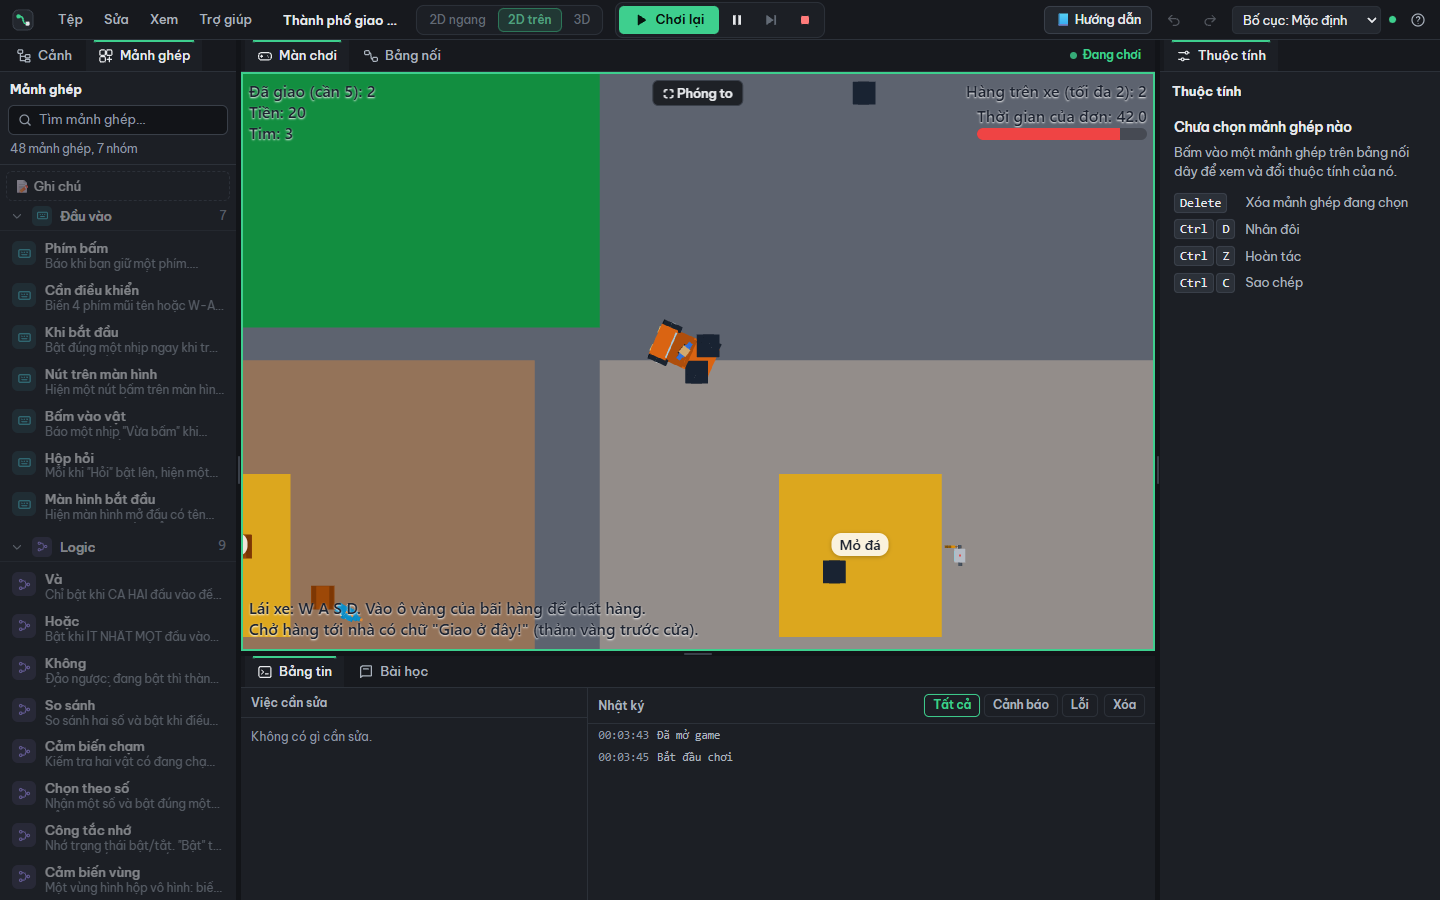 Tệp Sửa Xem Trợ giúp Thành phố giao ... 2D ngang 2D trên 3D Chơi lại Hướng dẫn Bố cục: Mặc định
Cảnh Mảnh ghép
Mảnh ghép
Tìm mảnh ghép...
48 mảnh ghép, 7 nhóm
Ghi chú
Đầu vào 7
Phím bấm
Báo khi bạn giữ một phím....
Cần điều khiển
Biến 4 phím mũi tên hoặc W-A...
Khi bắt đầu
Bật đúng một nhịp ngay khi tr...
Nút trên màn hình
Hiện một nút bấm trên màn hìn...
Bấm vào vật
Báo một nhịp "Vừa bấm" khi...
Hộp hỏi
Mỗi khi "Hỏi" bật lên, hiện một...
Màn hình bắt đầu
Hiện màn hình mở đầu có tên...
Logic 9
Và
Chỉ bật khi CẢ HAI đầu vào đề...
Hoặc
Bật khi ÍT NHẤT MỘT đầu vào...
Không
Đảo ngược: đang bật thì thàn...
So sánh
So sánh hai số và bật khi điều...
Cảm biến chạm
Kiểm tra hai vật có đang chạ...
Chọn theo số
Nhận một số và bật đúng một...
Công tắc nhớ
Nhớ trạng thái bật/tắt. "Bật" t...
Cảm biến vùng
Một vùng hình hộp vô hình: biế...
Màn chơi Bảng nối Đang chơi
Đã giao (cần 5): 2
Tiền: 20
Tim: 3
Phóng to
Hàng trên xe (tối đa 2): 2
Thời gian của đơn: 42.0
Mỏ đá
Lái xe: W A S D. Vào ô vàng của bãi hàng để chất hàng.
Chở hàng tới nhà có chữ "Giao ở đây!" (thảm vàng trước cửa).
Bảng tin Bài học
Việc cần sửa
Không có gì cần sửa.
Nhật ký Tất cả Cảnh báo Lỗi Xóa
00:03:43 Đã mở game
00:03:45 Bắt đầu chơi
Thuộc tính
Thuộc tính
Chưa chọn mảnh ghép nào
Bấm vào một mảnh ghép trên bảng nối
dây để xem và đổi thuộc tính của nó.
Delete Xóa mảnh ghép đang chọn
Ctrl D Nhân đôi
Ctrl Z Hoàn tác
Ctrl C Sao chép